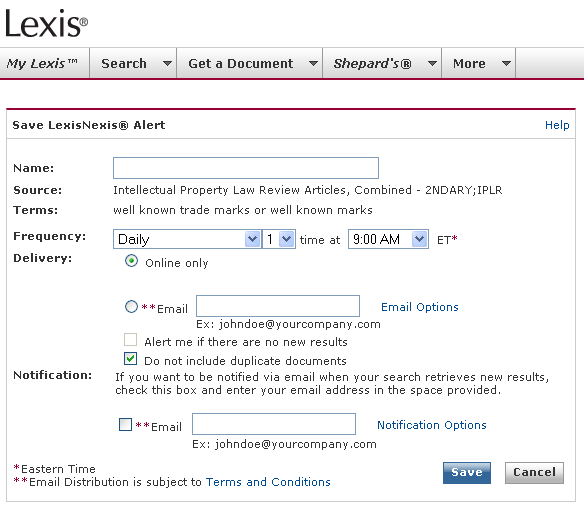 Lexis®
My Lexis™ Search Get a Document Shepard's® More
Save LexisNexis® Alert Help
Name:
Source: Intellectual Property Law Review Articles, Combined - 2NDARY;IPLR
Terms: well known trade marks or well known marks
Frequency: Daily 1 time at 9:00 AM ET*
Delivery: Online only
**Email Email Options
Ex: johndoe@yourcompany.com
Alert me if there are no new results
Do not include duplicate documents
Notification: If you want to be notified via email when your search retrieves new results,
check this box and enter your email address in the space provided.
**Email Notification Options
Ex: johndoe@yourcompany.com
*Eastern Time
**Email Distribution is subject to Terms and Conditions
Save Cancel